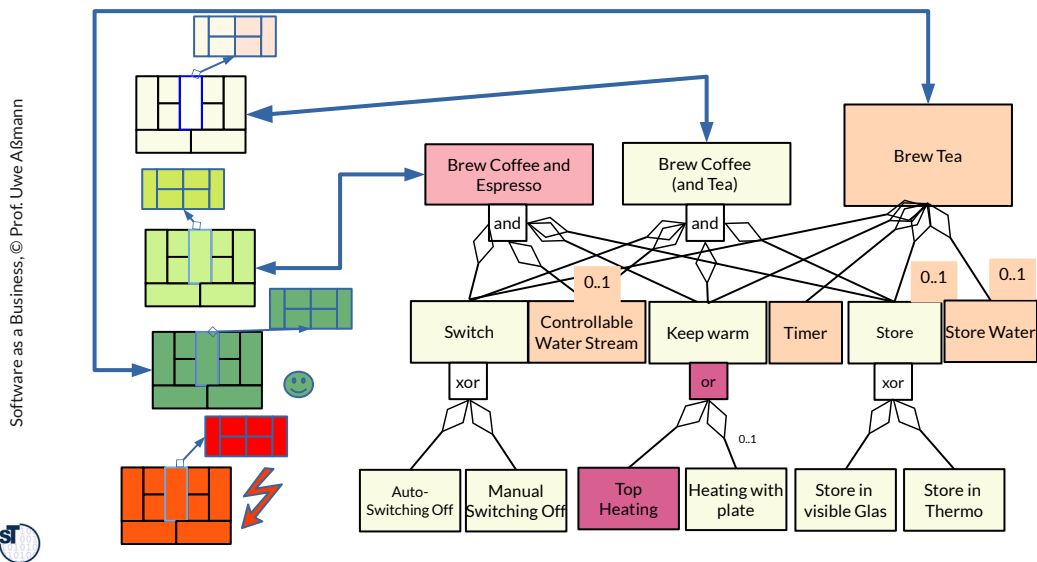 Software as a Business, © Prof. Uwe Aßmann
Brew Coffee and
Espresso
Brew Coffee
(and Tea)
Brew Tea
and
and
0..1
0..1
0..1
Switch
Controllable
Water Stream
Keep warm
Timer
Store
Store Water
xor
or
xor
0..1
Auto-
Switching Off
Manual
Switching Off
Top
Heating
Heating with
plate
Store in
visible Glas
Store in
Thermo
sT